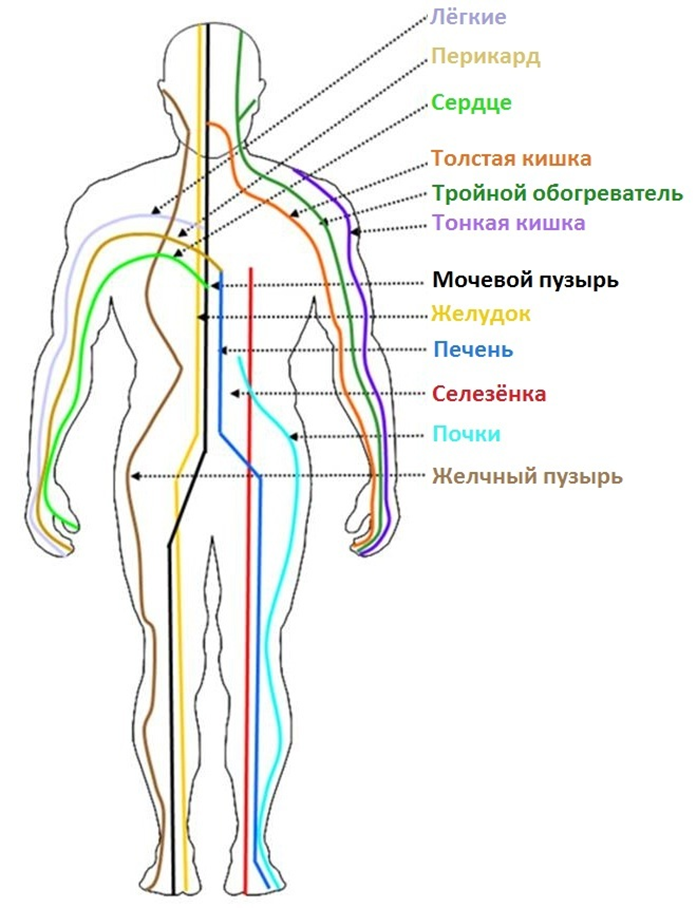 Лёгкие
Перикард
Сердце
Толстая кишка
Тройной обогреватель
Тонкая кишка
Мочевой пузырь
Желудок
Печень
Селезёнка
Почки
Желчный пузырь